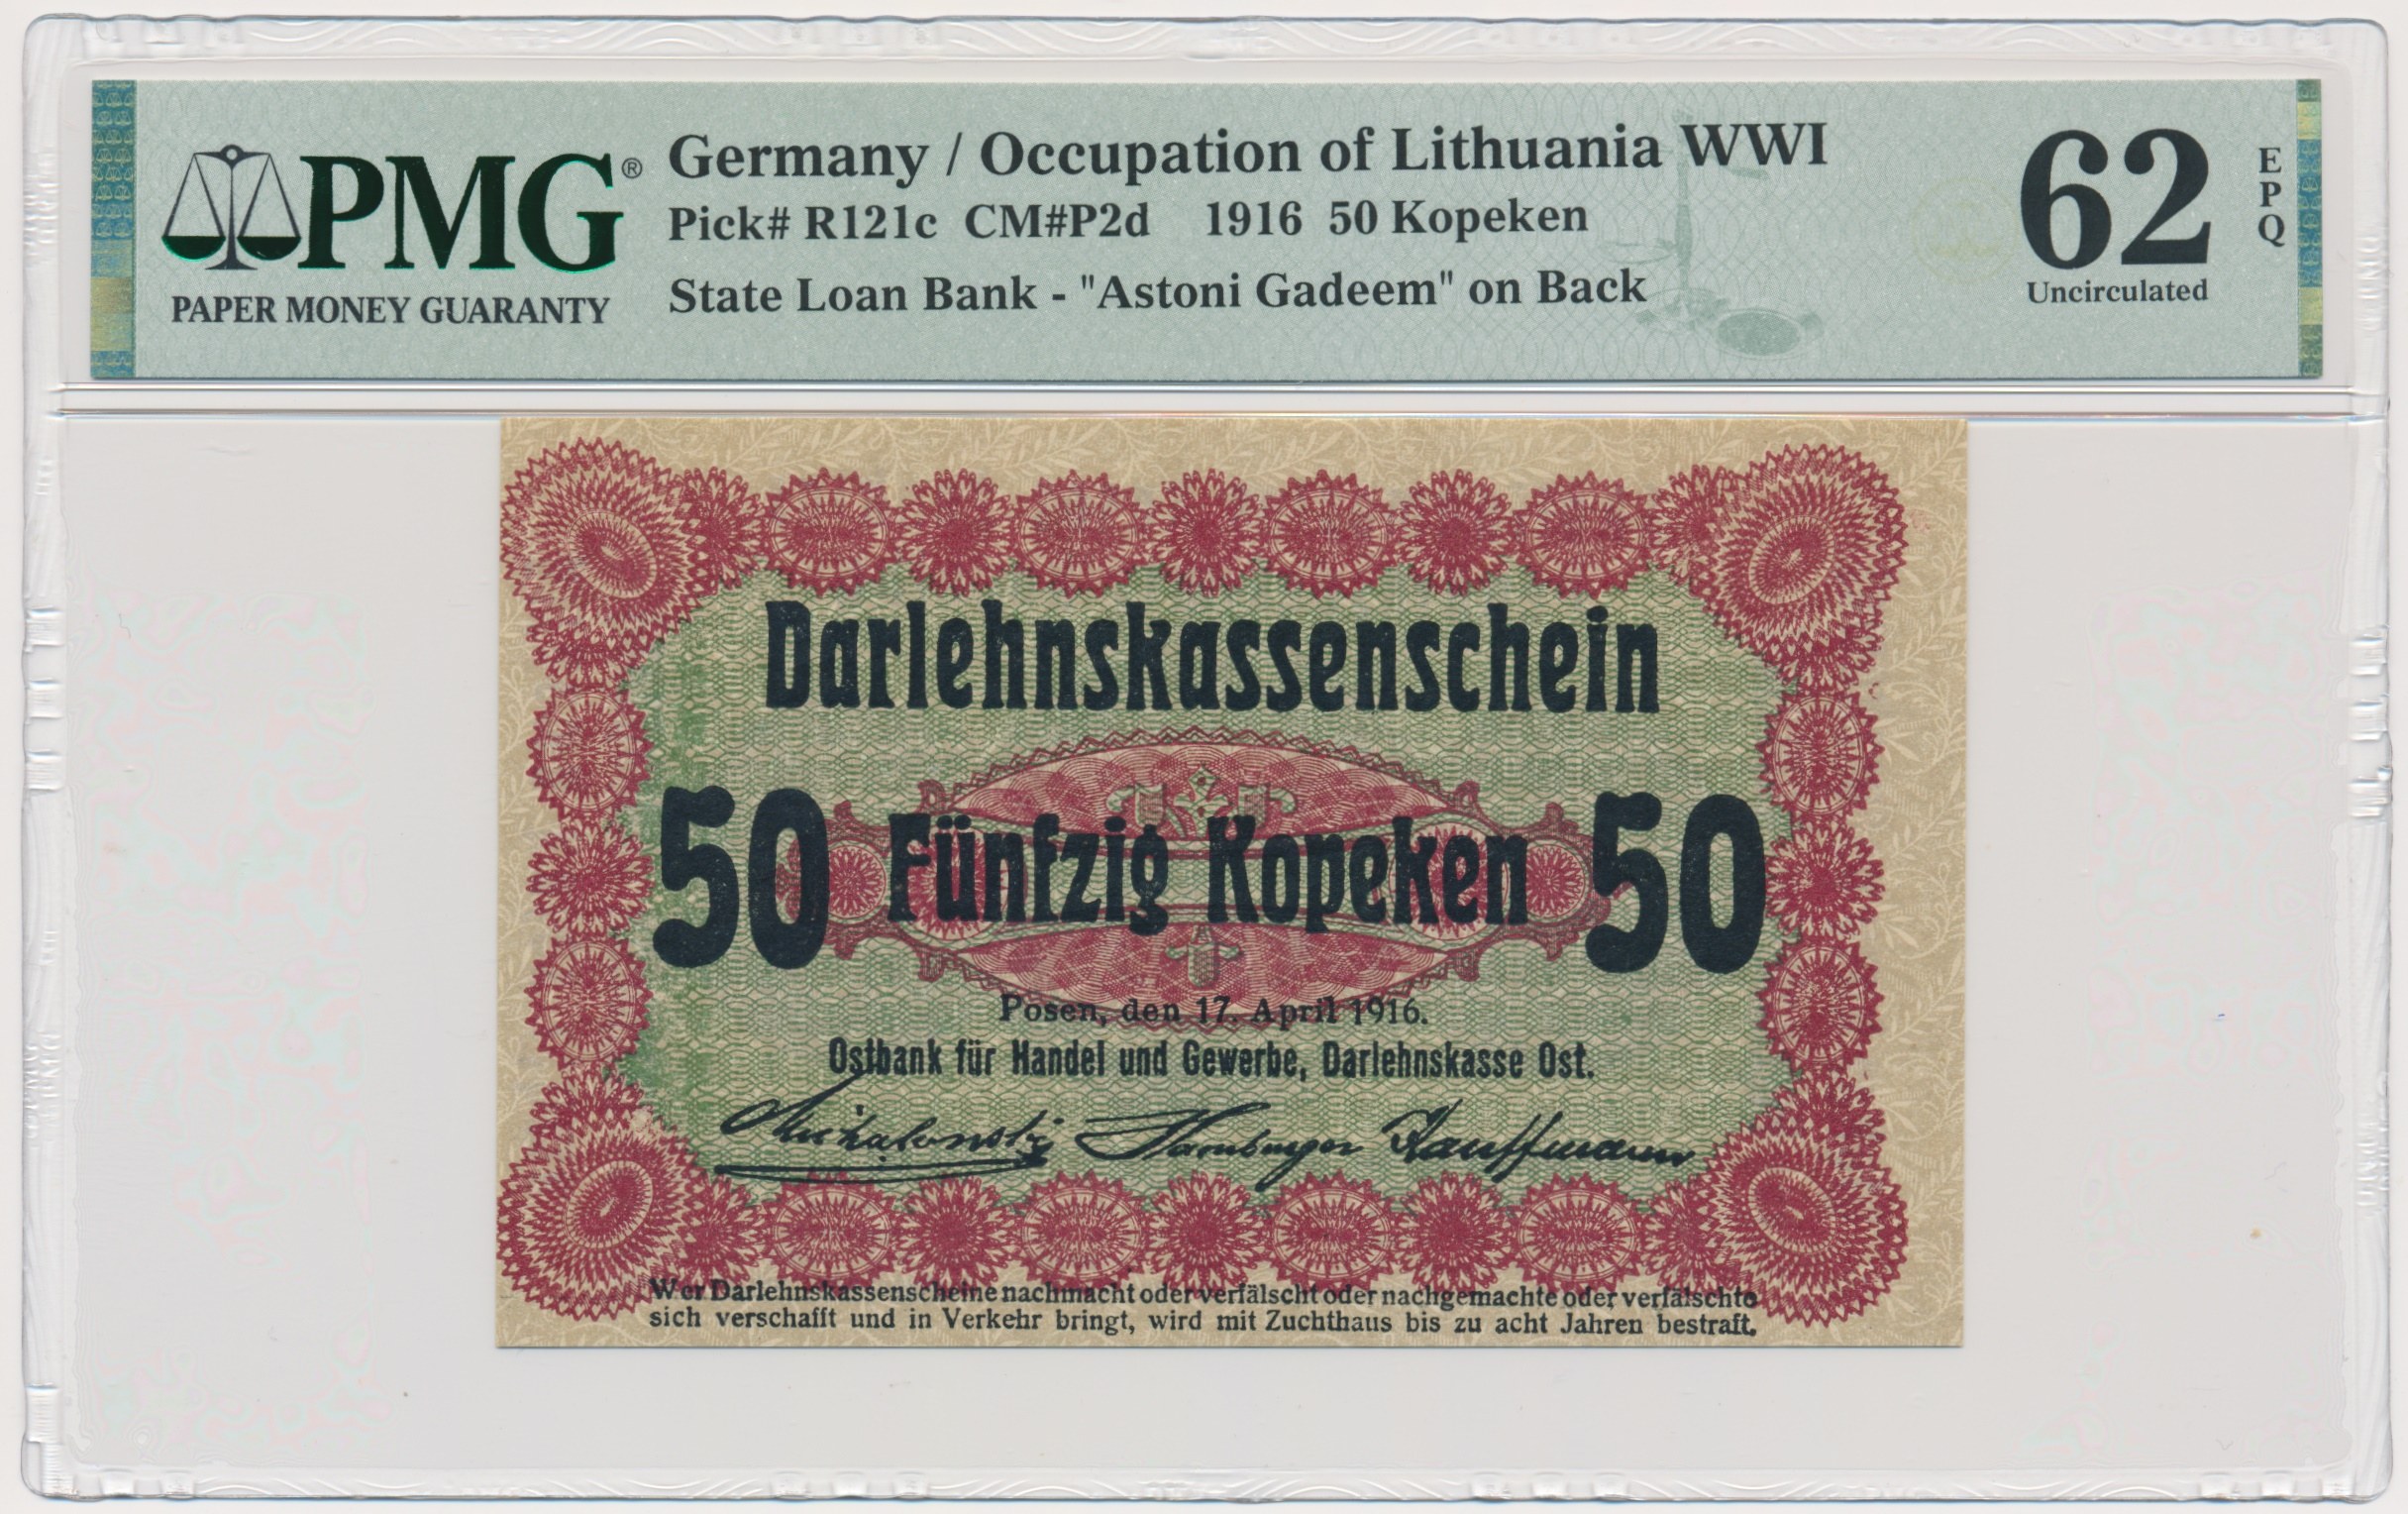 PMG®
PAPER MONEY GUARANTY
Germany / Occupation of Lithuania WWI
Pick# R121c CM#P2d 1916 50 Kopeken
State Loan Bank - "Astoni Gadeem" on Back
62
EPQ
Uncirculated
Darlehnskassenschein
50 Fünfzig Kopeken 50
Posen, den 17. April 1916.
Ostbank für Handel und Gewerbe, Darlehnskasse Ost.
Michalowsky Hamburger Kauffmann
Wer Darlehnskassenscheine nachmacht oder verfälscht oder nachgemachte oder verfälschte
sich verschafft und in Verkehr bringt, wird mit Zuchthaus bis zu acht Jahren bestraft.